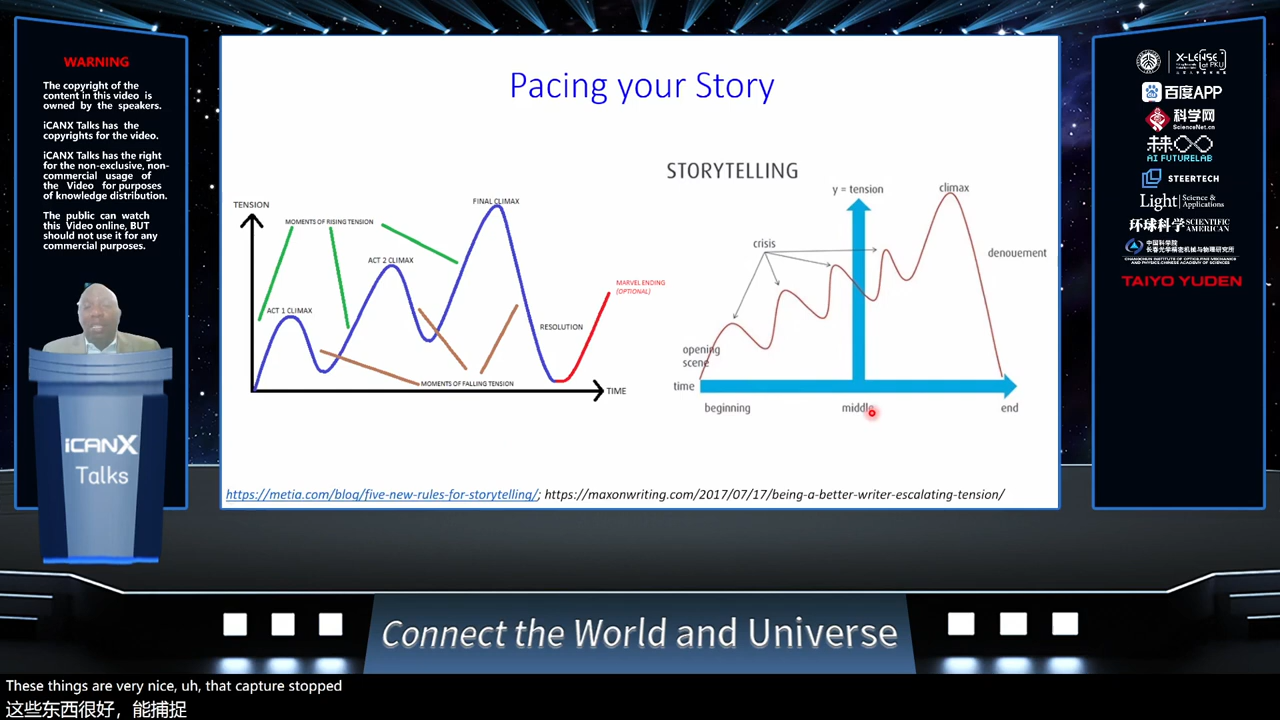 WARNING
The copyright of the
content in this video is
owned by the speakers.
iCANX Talks has the
copyrights for the video.
iCANX Talks has the right
for the non-exclusive, non-
commercial usage of
the Video for purposes
of knowledge distribution.
The public can watch
this Video online, BUT
should not use it for any
commercial purposes.
iCANX
Talks
Pacing your Story
TENSION
MOMENTS OF RISING TENSION
FINAL CLIMAX
ACT 2 CLIMAX
ACT 1 CLIMAX
MARVEL ENDING
(OPTIONAL)
RESOLUTION
MOMENTS OF FALLING TENSION
TIME
STORYTELLING
y = tension
climax
crisis
denouement
opening
scene
time
beginning
middle
end
https://metia.com/blog/five-new-rules-for-storytelling/; https://maxonwriting.com/2017/07/17/being-a-better-writer-escalating-tension/
X-LENSE
at PKU
百度APP
科学网
ScienceNet.cn
AI FUTURELAB
STEERTECH
Light Science &
Applications
环球科学 SCIENTIFIC
AMERICAN
中国科学院
长春光学精密机械与物理研究所
CHANGCHUN INSTITUTE OF OPTICS, FINE MECHANICS
AND PHYSICS, CHINESE ACADEMY OF SCIENCES
TAIYO YUDEN
Connect the World and Universe
These things are very nice, uh, that capture stopped
这些东西很好，能捕捉